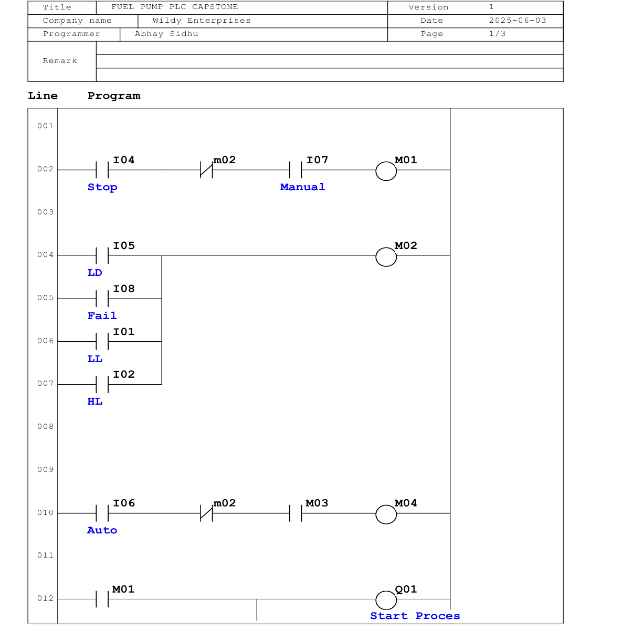 Title FUEL PUMP PLC CAPSTONE Version 1
Company name Wildy Enterprises Date 2025-06-03
Programmer Abhay Sidhu Page 1/3
Remark
Line Program
001
I04 m02 I07 M01
002
Stop Manual
003
I05 M02
004
LD
I08
005
Fail
I01
006
LL
I02
007
HL
008
009
I06 m02 M03 M04
010
Auto
011
M01 Q01
012
Start Proces